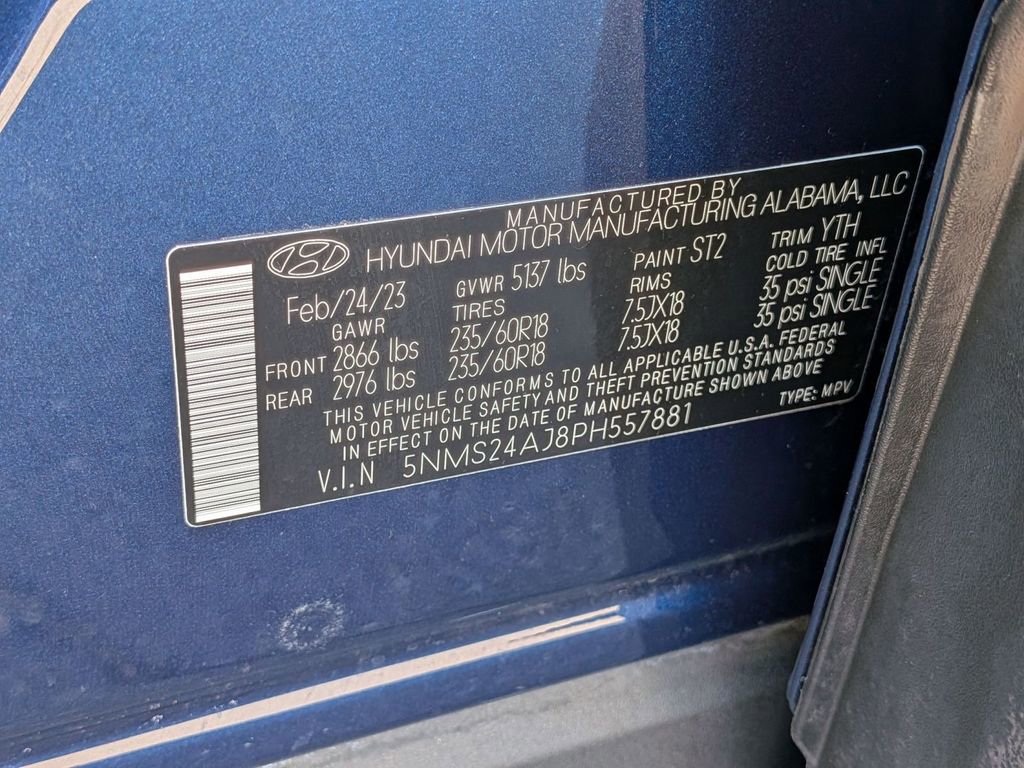 MANUFACTURED BY
HYUNDAI MOTOR MANUFACTURING ALABAMA, LLC
Feb/24/23 GVWR 5137 lbs PAINT ST2 TRIM YTH
GAWR TIRES RIMS COLD TIRE INFL
FRONT 2866 lbs 235/60R18 7.5JX18 35 psi SINGLE
REAR 2976 lbs 235/60R18 7.5JX18 35 psi SINGLE
THIS VEHICLE CONFORMS TO ALL APPLICABLE U.S.A. FEDERAL
MOTOR VEHICLE SAFETY AND THEFT PREVENTION STANDARDS
IN EFFECT ON THE DATE OF MANUFACTURE SHOWN ABOVE
V.I.N 5NMS24AJ8PH557881 TYPE: MPV